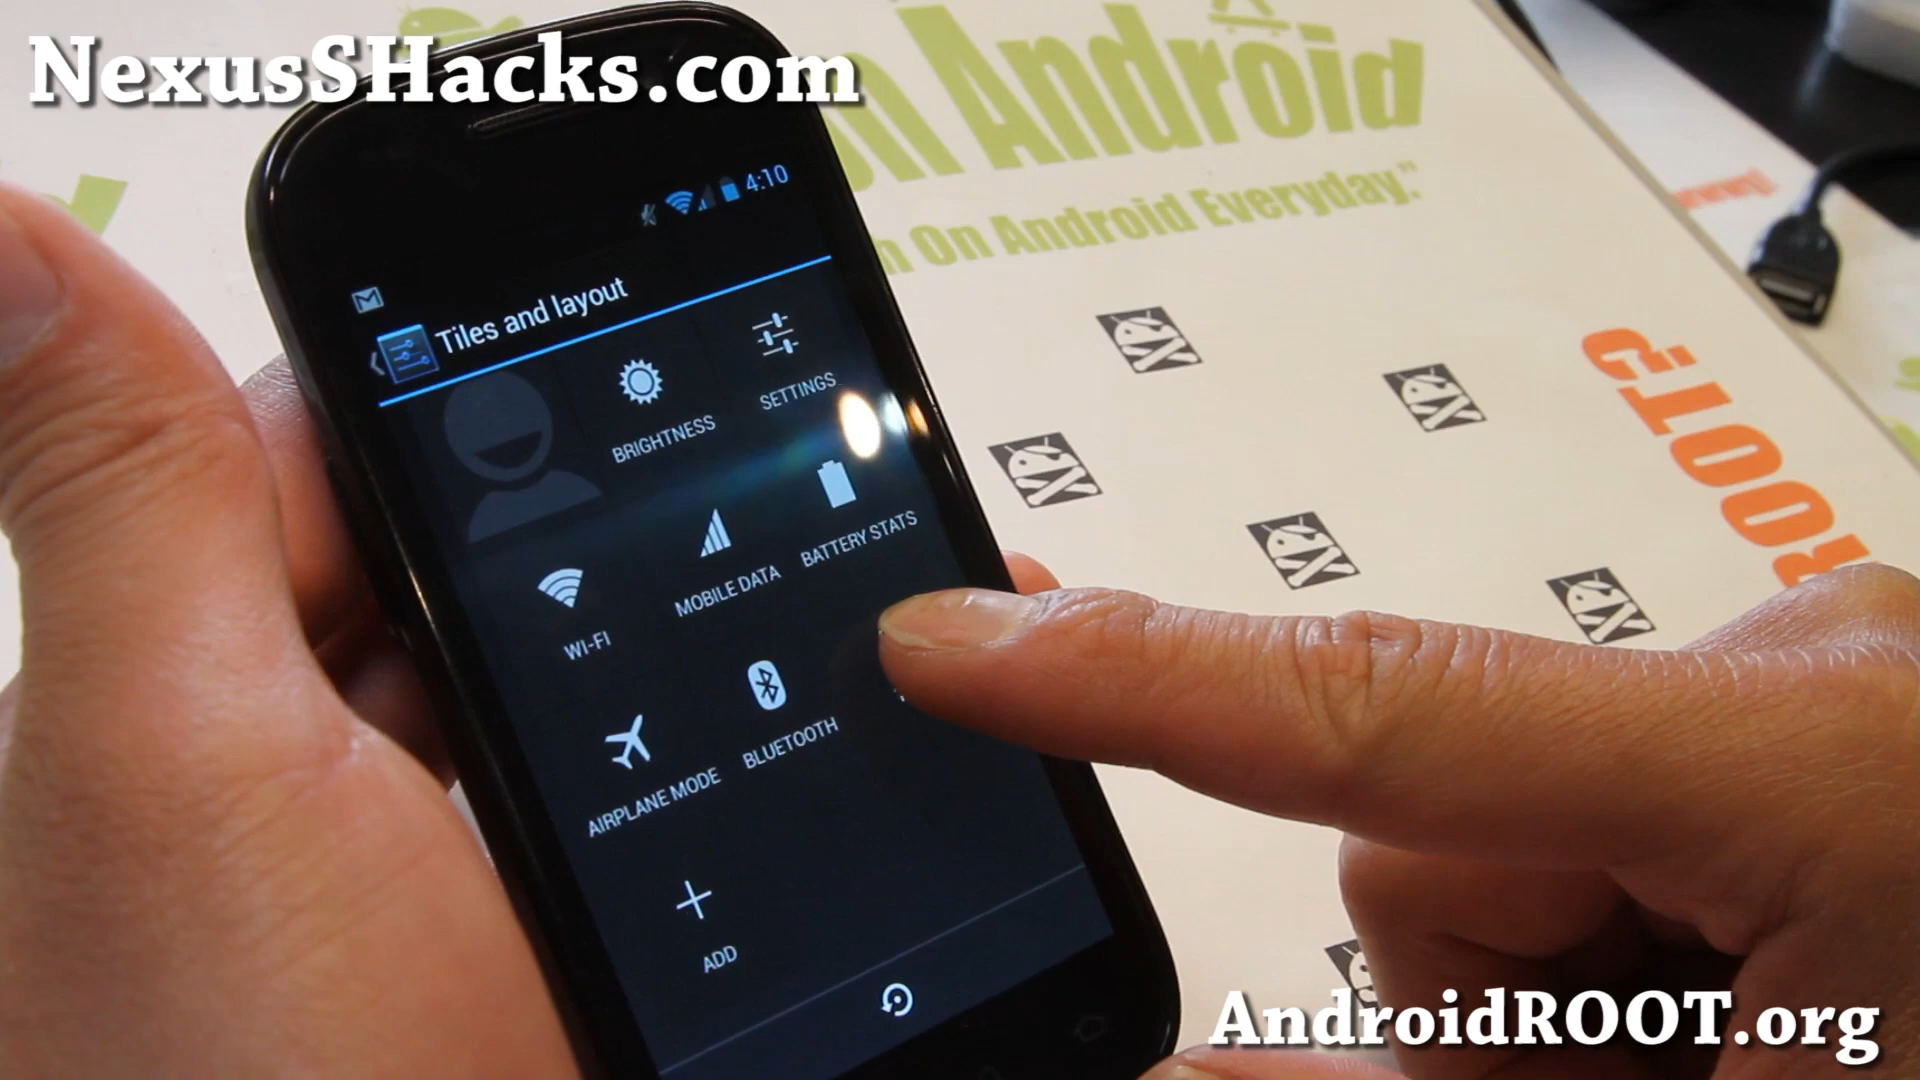 NexusSHacks.com
on Android
On Android Everyday."
4:10
Tiles and layout
BRIGHTNESS
SETTINGS
WI-FI
MOBILE DATA
BATTERY STATS
AIRPLANE MODE
BLUETOOTH
ADD
ROOT?
AndroidROOT.org